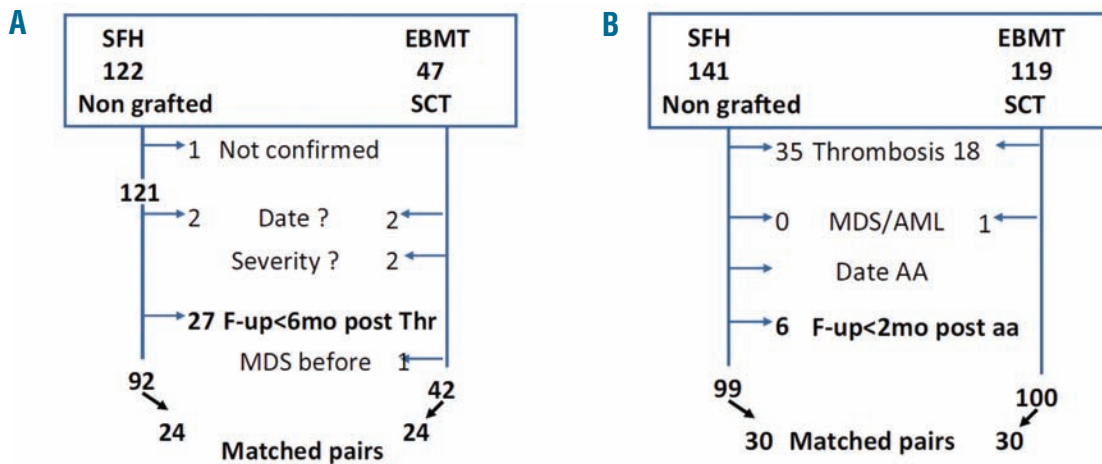 A
SFH EBMT
122 47
Non grafted SCT
1 Not confirmed
121
2 Date ? 2
Severity ? 2
27 F-up<6mo post Thr
MDS before 1
92 42
24 24
Matched pairs
B
SFH EBMT
141 119
Non grafted SCT
35 Thrombosis 18
0 MDS/AML 1
Date AA
6 F-up<2mo post aa
99 100
30 Matched pairs 30